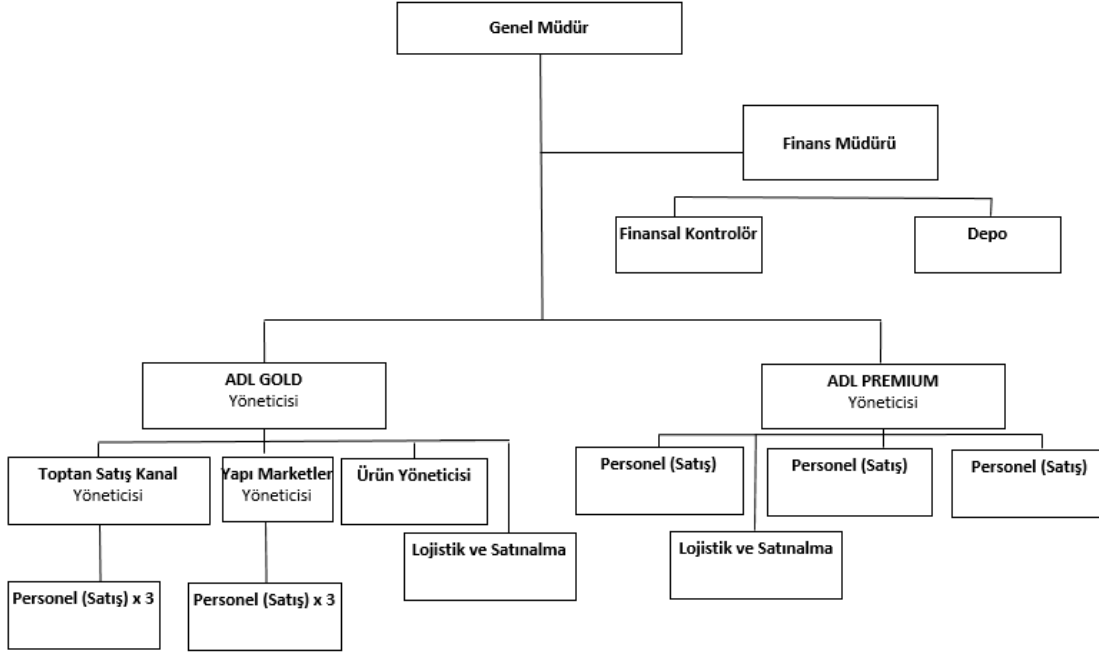 Genel Müdür
Finans Müdürü
Finansal Kontrolör
Depo
ADL GOLD
Yöneticisi
ADL PREMIUM
Yöneticisi
Toptan Satış Kanal
Yöneticisi
Yapı Marketler
Yöneticisi
Ürün Yöneticisi
Lojistik ve Satınalma
Personel (Satış) x 3
Personel (Satış) x 3
Personel (Satış)
Personel (Satış)
Personel (Satış)
Lojistik ve Satınalma